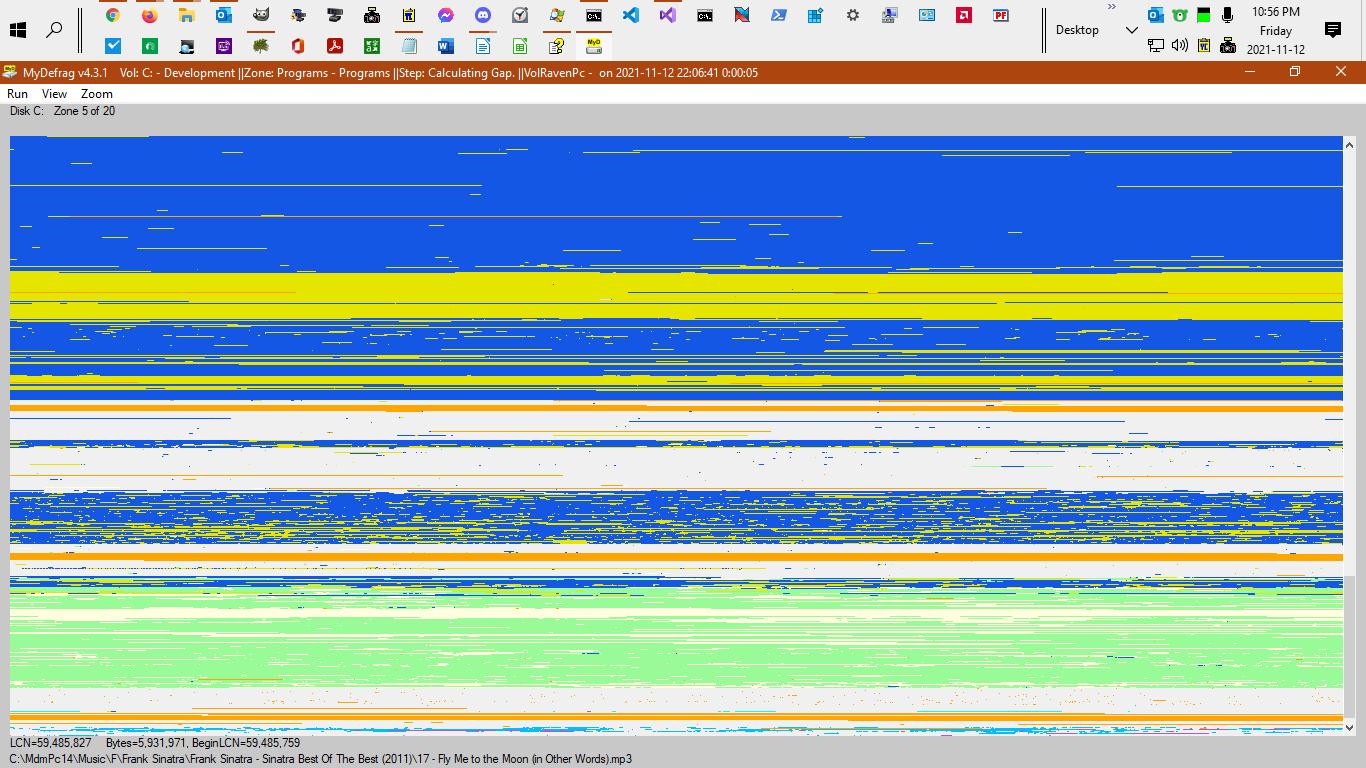 10:56 PM
Desktop
Friday
2021-11-12
MyDefrag v4.3.1 Vol: C: - Development ||Zone: Programs - Programs ||Step: Calculating Gap. ||VolRavenPc - on 2021-11-12 22:06:41 0:00:05
Run View Zoom
Disk C: Zone 5 of 20
LCN=59,485,827 Bytes=5,931,971, BeginLCN=59,485,759
C:\MdmPc14\Music\F\Frank Sinatra\Frank Sinatra - Sinatra Best Of The Best (2011)\17 - Fly Me to the Moon (in Other Words).mp3